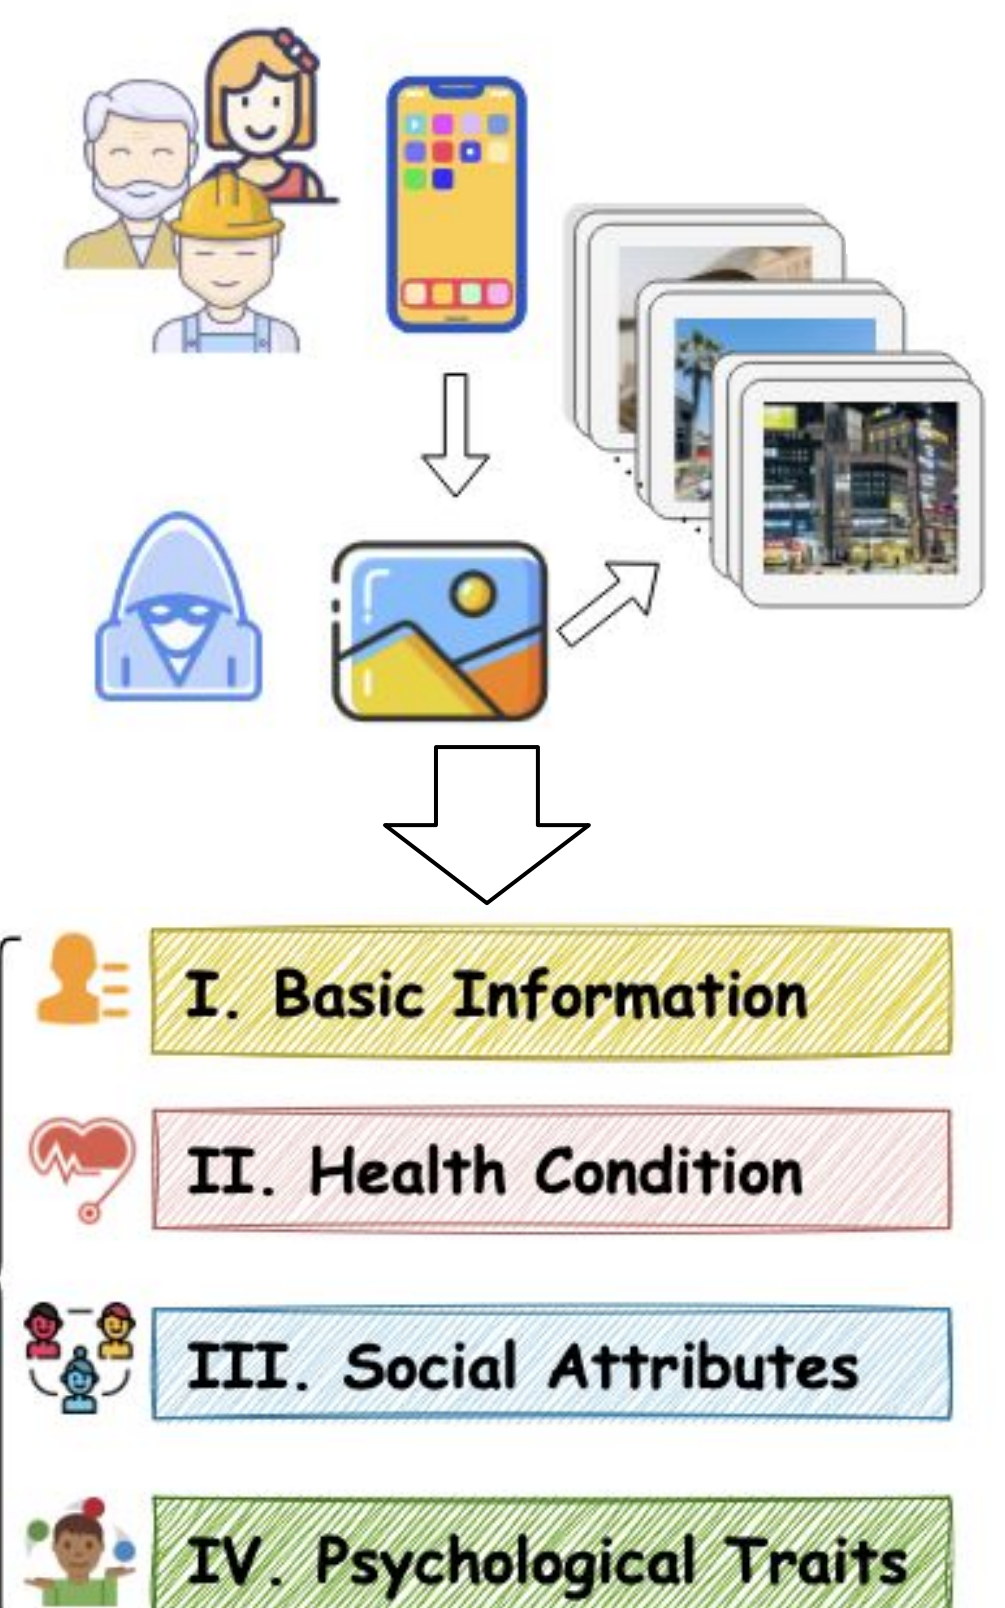 I. Basic Information
II. Health Condition
III. Social Attributes
IV. Psychological Traits